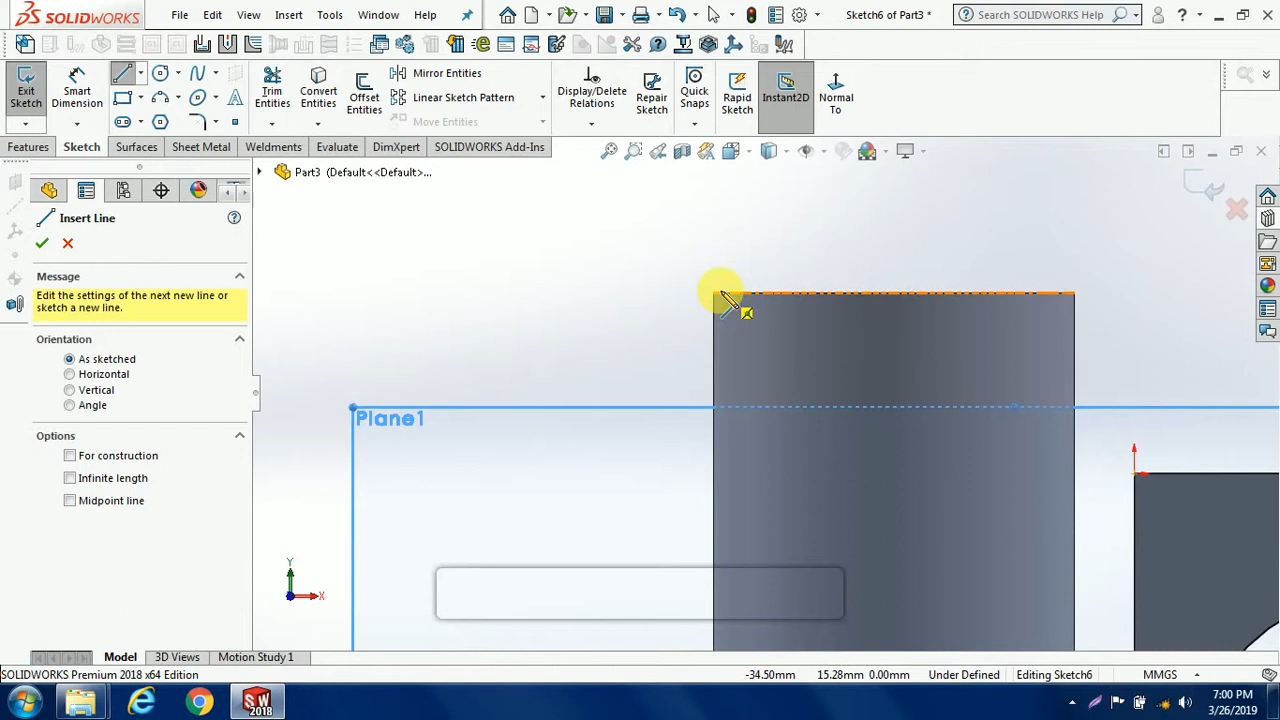 SOLIDWORKS File Edit View Insert Tools Window Help Sketch6 of Part3 * Search SOLIDWORKS Help
Exit Sketch
Smart Dimension
Trim Entities
Convert Entities
Offset Entities
Mirror Entities
Linear Sketch Pattern
Move Entities
Display/Delete Relations
Repair Sketch
Quick Snaps
Rapid Sketch
Instant2D
Normal To
Features Sketch Surfaces Sheet Metal Weldments Evaluate DimXpert SOLIDWORKS Add-Ins
Part3 (Default<<Default>...
Insert Line
Message
Edit the settings of the next new line or
sketch a new line.
Orientation
As sketched
Horizontal
Vertical
Angle
Options
For construction
Infinite length
Midpoint line
Plane1
Y
X
Model 3D Views Motion Study 1
SOLIDWORKS Premium 2018 x64 Edition -34.50mm 15.28mm 0.00mm Under Defined Editing Sketch6 MMGS
SW 2018
7:00 PM
3/26/2019